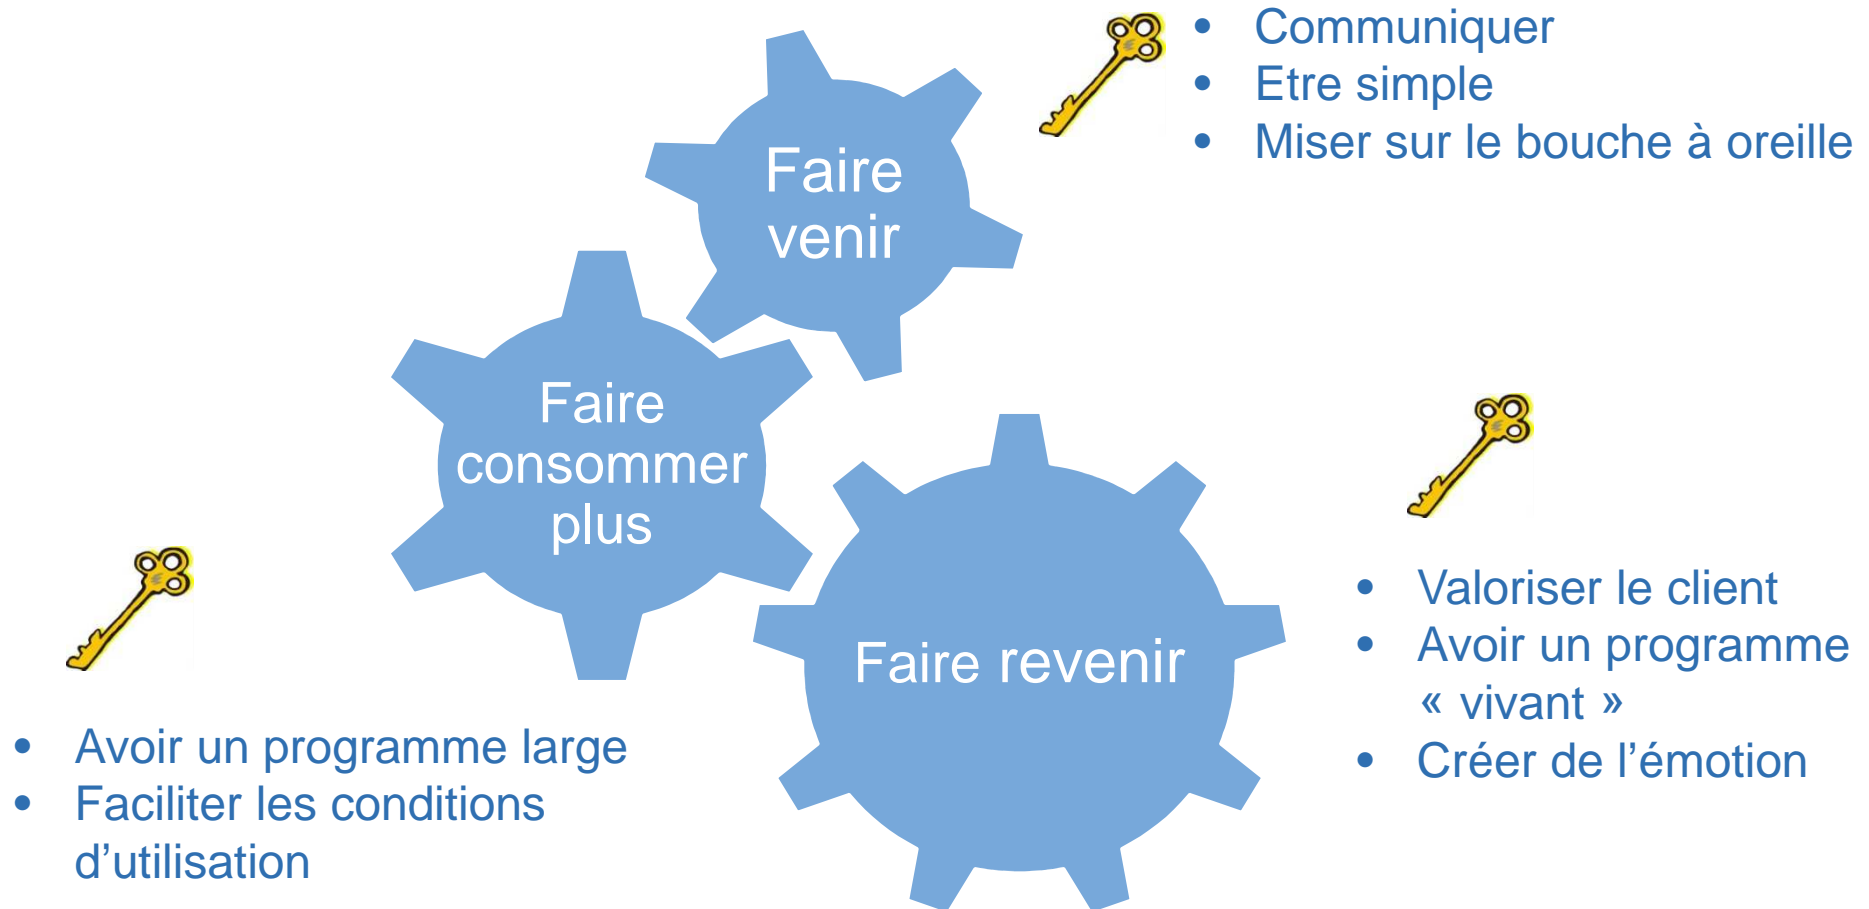 • Communiquer
• Etre simple
• Miser sur le bouche à oreille
Faire
venir
Faire
consommer
plus
Faire revenir
• Valoriser le client
• Avoir un programme
« vivant »
• Créer de l’émotion
• Avoir un programme large
• Faciliter les conditions
d’utilisation